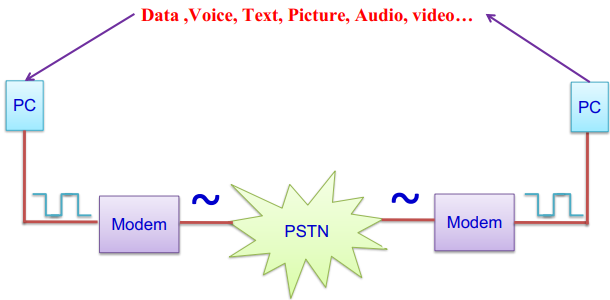 Data ,Voice, Text, Picture, Audio, video…
PC
PC
~
~
Modem
PSTN
Modem